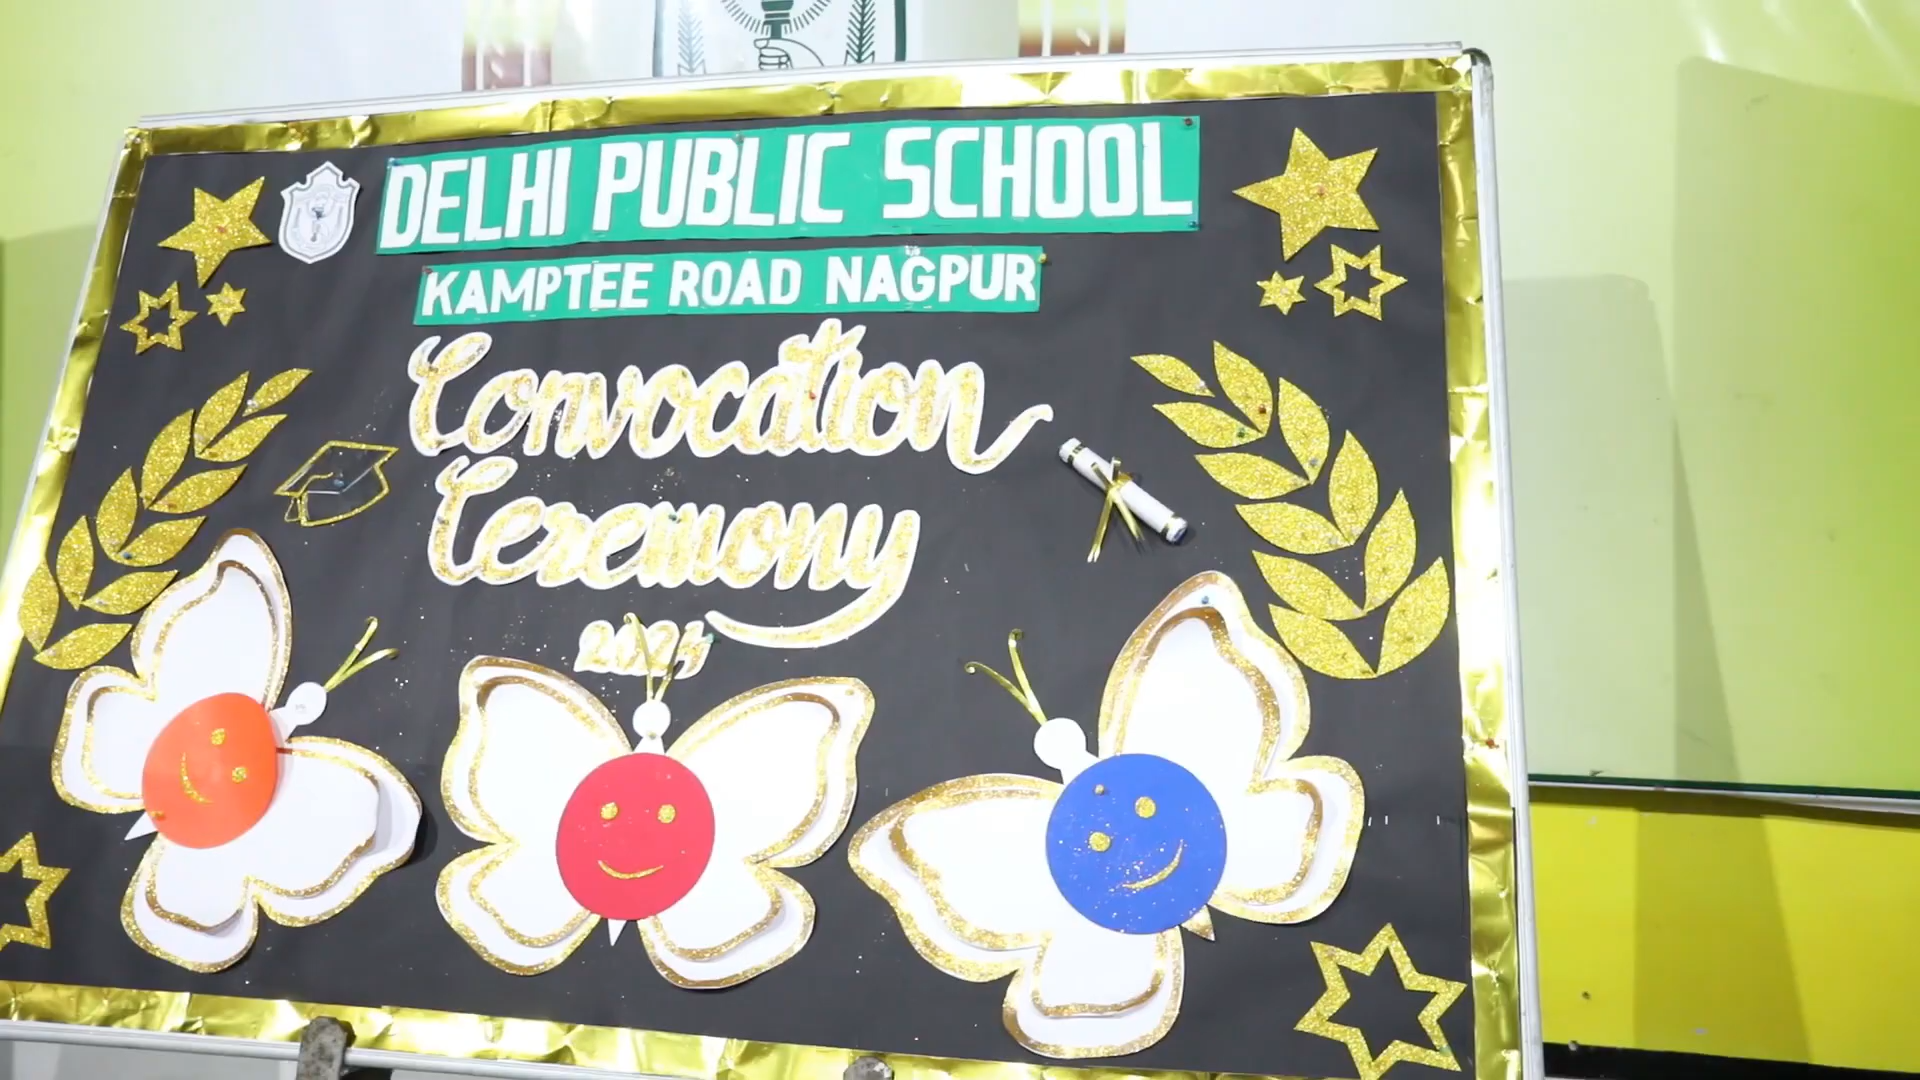 DELHI PUBLIC SCHOOL
KAMPTEE ROAD NAGPUR
Convocation
Ceremony